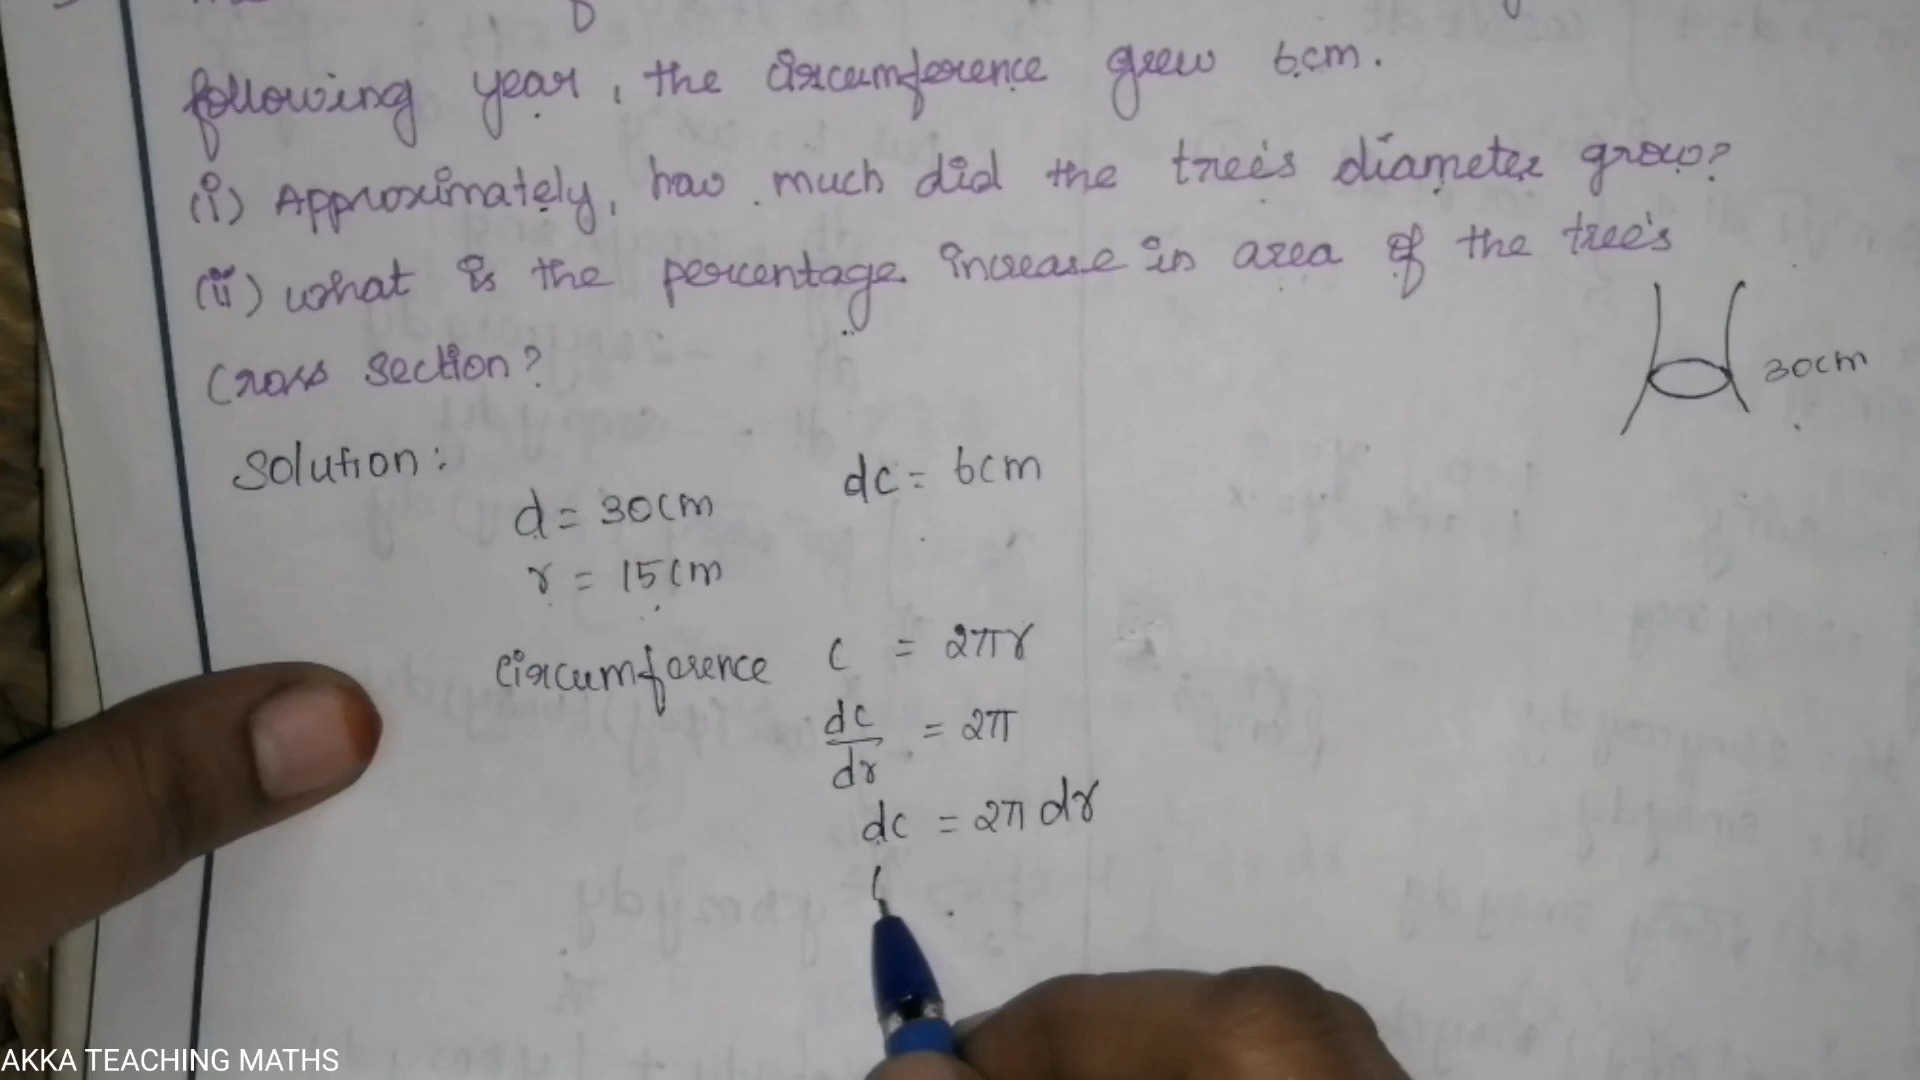 following year, the circumference grew 6cm.
(i) Approximately, how much did the tree's diameter grow?
(ii) what is the percentage increase in area of the tree's
cross section?
30cm
Solution:
d = 30cm
dc = 6cm
r = 15cm
circumference c = 2πr
dc/dr = 2π
dc = 2π dr
AKKA TEACHING MATHS